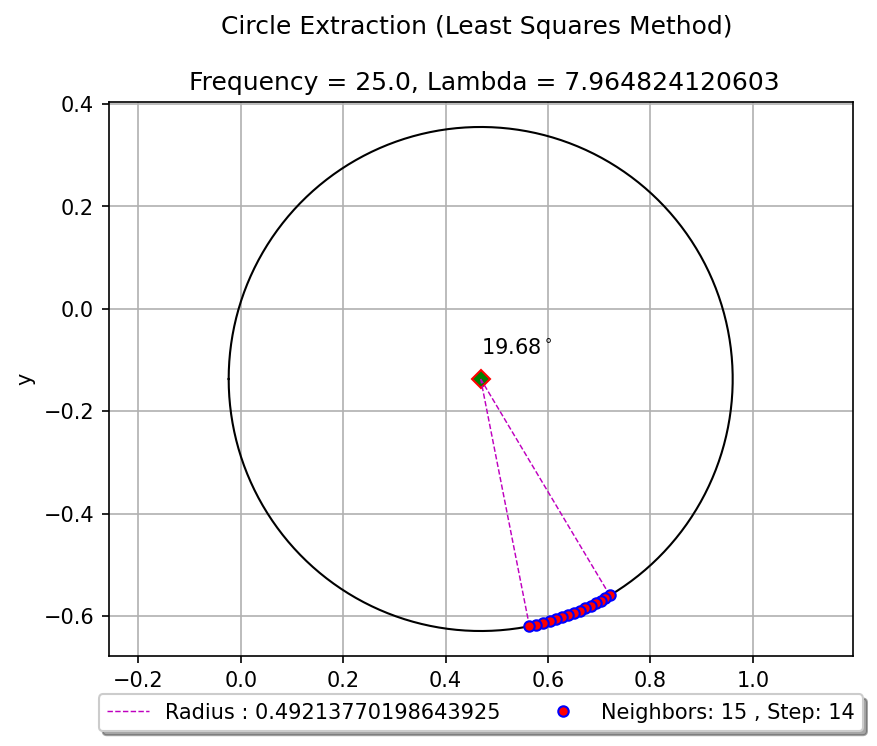 Circle Extraction (Least Squares Method)
Frequency = 25.0, Lambda = 7.964824120603
0.4
0.2
0.0
−0.2
−0.4
−0.6
y
19.68°
−0.2 0.0 0.2 0.4 0.6 0.8 1.0
Radius : 0.49213770198643925 Neighbors: 15 , Step: 14